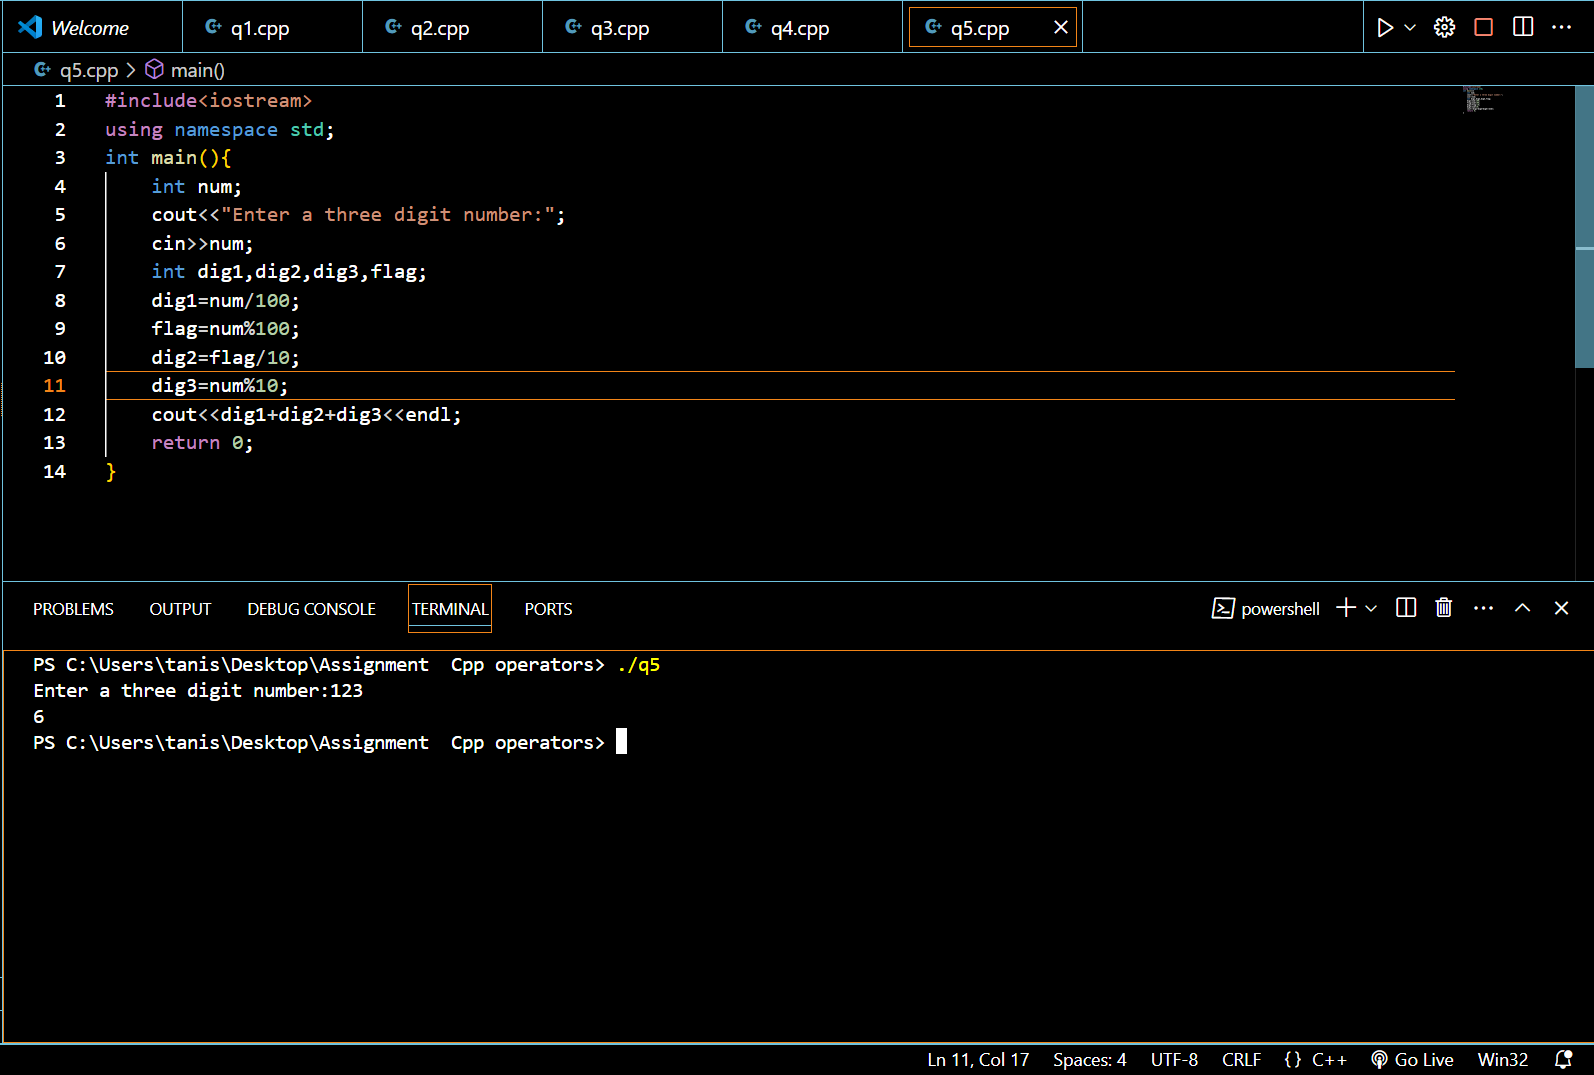 Welcome q1.cpp q2.cpp q3.cpp q4.cpp q5.cpp
q5.cpp > main()
1 #include<iostream>
2 using namespace std;
3 int main(){
4 int num;
5 cout<<"Enter a three digit number:";
6 cin>>num;
7 int dig1,dig2,dig3,flag;
8 dig1=num/100;
9 flag=num%100;
10 dig2=flag/10;
11 dig3=num%10;
12 cout<<dig1+dig2+dig3<<endl;
13 return 0;
14 }
PROBLEMS OUTPUT DEBUG CONSOLE TERMINAL PORTS powershell
PS C:\Users\tanis\Desktop\Assignment  Cpp operators> ./q5
Enter a three digit number:123
6
PS C:\Users\tanis\Desktop\Assignment  Cpp operators>
Ln 11, Col 17 Spaces: 4 UTF-8 CRLF {} C++ Go Live Win32